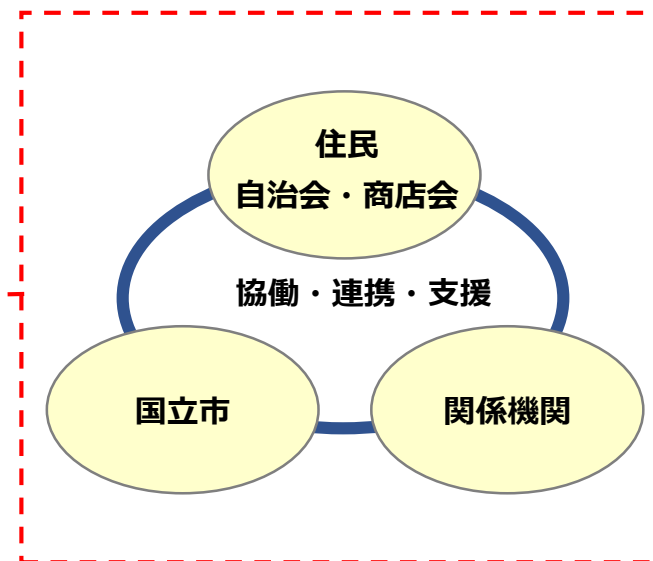 住民
自治会・商店会
協働・連携・支援
国立市
関係機関